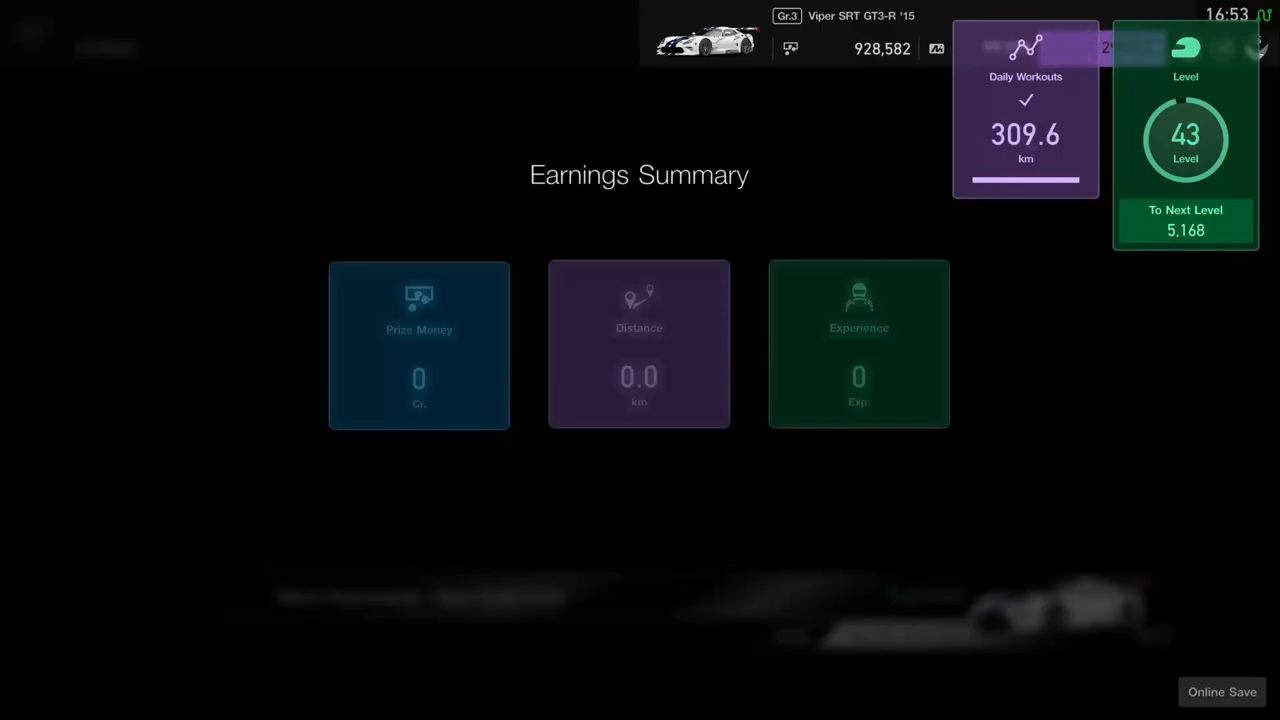 Gr.3 Viper SRT GT3-R '15
16:53
928,582
Daily Workouts
309.6
km
Level
43
Level
To Next Level
5,168
Earnings Summary
Prize Money
0
Cr.
Distance
0.0
km
Experience
0
Exp.
Online Save